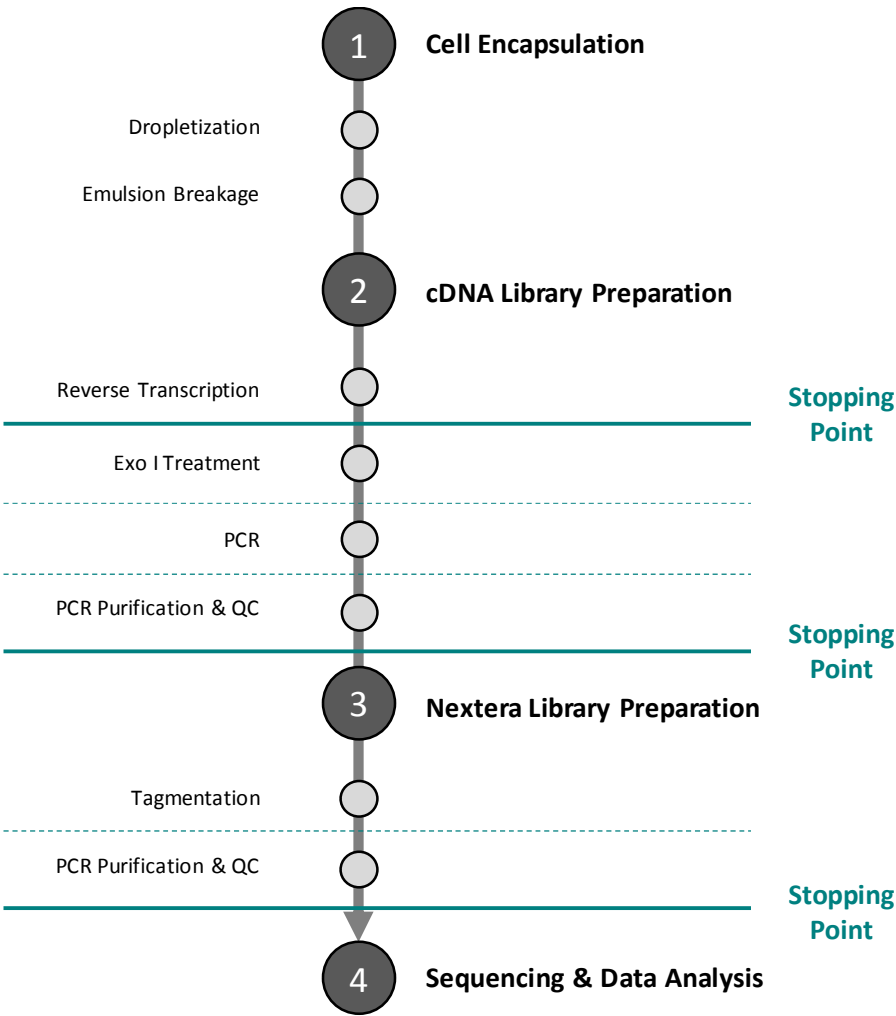 1 Cell Encapsulation
Dropletization
Emulsion Breakage
2 cDNA Library Preparation
Reverse Transcription
Stopping
Point
Exo I Treatment
PCR
PCR Purification & QC
Stopping
Point
3 Nextera Library Preparation
Tagmentation
PCR Purification & QC
Stopping
Point
4 Sequencing & Data Analysis